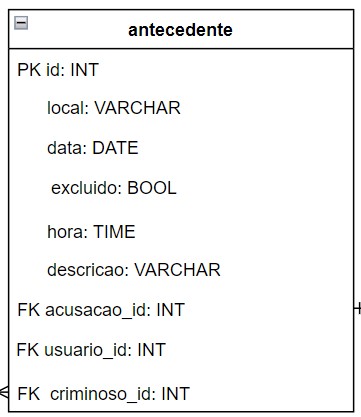 antecedente
PK id: INT
local: VARCHAR
data: DATE
excluido: BOOL
hora: TIME
descricao: VARCHAR
FK acusacao_id: INT
FK usuario_id: INT
FK criminoso_id: INT